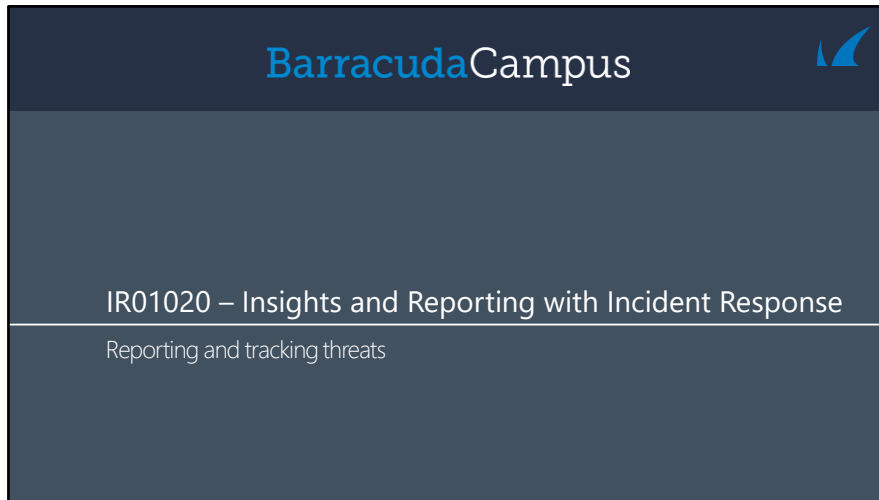 BarracudaCampus
IR01020 – Insights and Reporting with Incident Response
Reporting and tracking threats